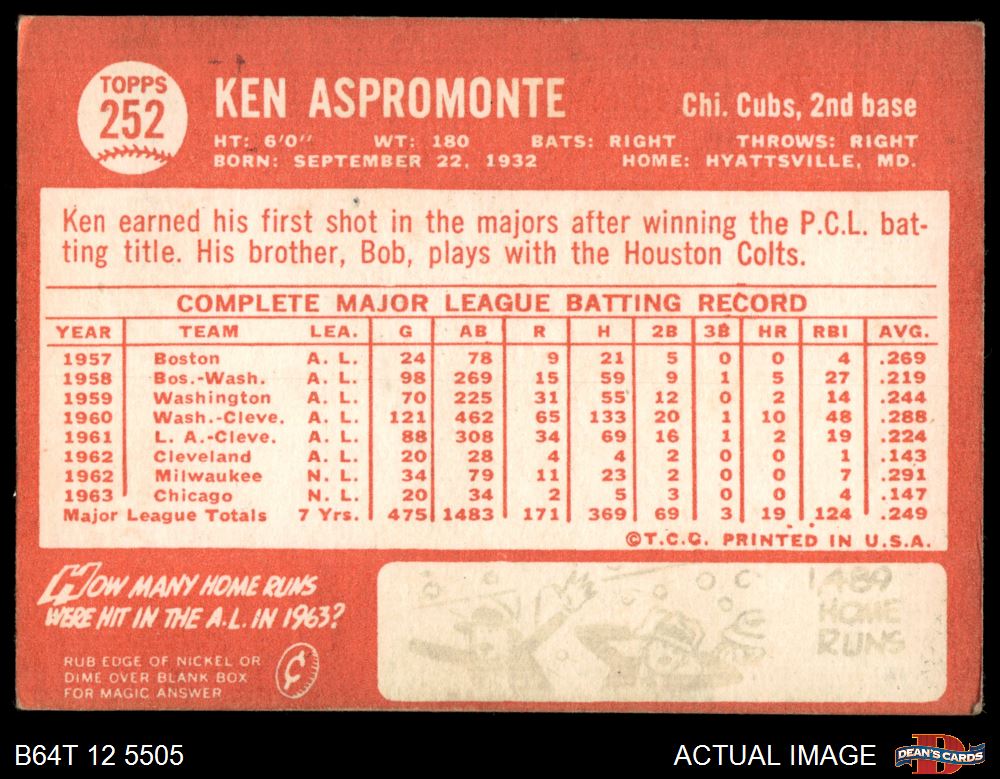 TOPPS
252
KEN ASPROMONTE
Chi. Cubs, 2nd base
HT: 6'0" WT: 180 BATS: RIGHT THROWS: RIGHT
BORN: SEPTEMBER 22, 1932 HOME: HYATTSVILLE, MD.
Ken earned his first shot in the majors after winning the P.C.L. bat-
ting title. His brother, Bob, plays with the Houston Colts.
COMPLETE MAJOR LEAGUE BATTING RECORD
YEAR TEAM LEA. G AB R H 2B 3B HR RBI AVG.
1957 Boston A. L. 24 78 9 21 5 0 0 4 .269
1958 Bos.-Wash. A. L. 98 269 15 59 9 1 5 27 .219
1959 Washington A. L. 70 225 31 55 12 0 2 14 .244
1960 Wash.-Cleve. A. L. 121 462 65 133 20 1 10 48 .288
1961 L. A.-Cleve. A. L. 88 308 34 69 16 1 2 19 .224
1962 Cleveland A. L. 20 28 4 4 2 0 0 1 .143
1962 Milwaukee N. L. 34 79 11 23 2 0 0 7 .291
1963 Chicago N. L. 20 34 2 5 3 0 0 4 .147
Major League Totals 7 Yrs. 475 1483 171 369 69 3 19 124 .249
©T.C.G. PRINTED IN U.S.A.
HOW MANY HOME RUNS
WERE HIT IN THE A.L. IN 1963?
RUB EDGE OF NICKEL OR
DIME OVER BLANK BOX
FOR MAGIC ANSWER
1,489
HOME
RUNS
B64T 12 5505
ACTUAL IMAGE
DEAN'S CARDS